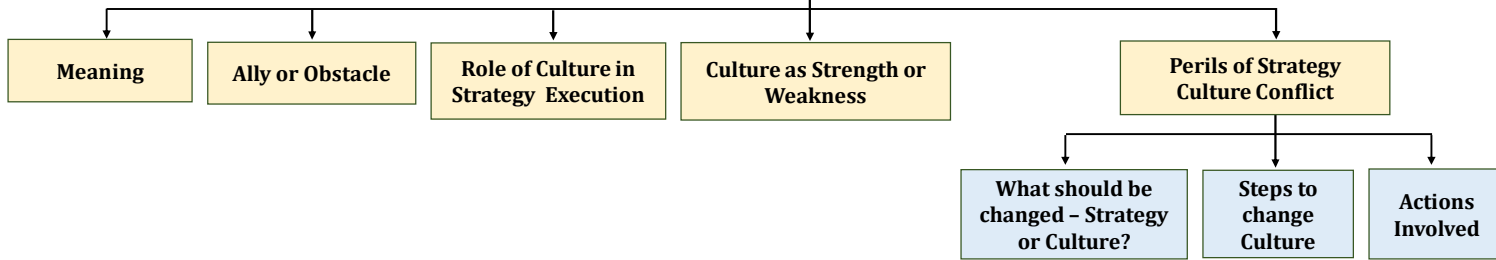 Meaning
Ally or Obstacle
Role of Culture in
Strategy Execution
Culture as Strength or
Weakness
Perils of Strategy
Culture Conflict
What should be
changed – Strategy
or Culture?
Steps to
change
Culture
Actions
Involved